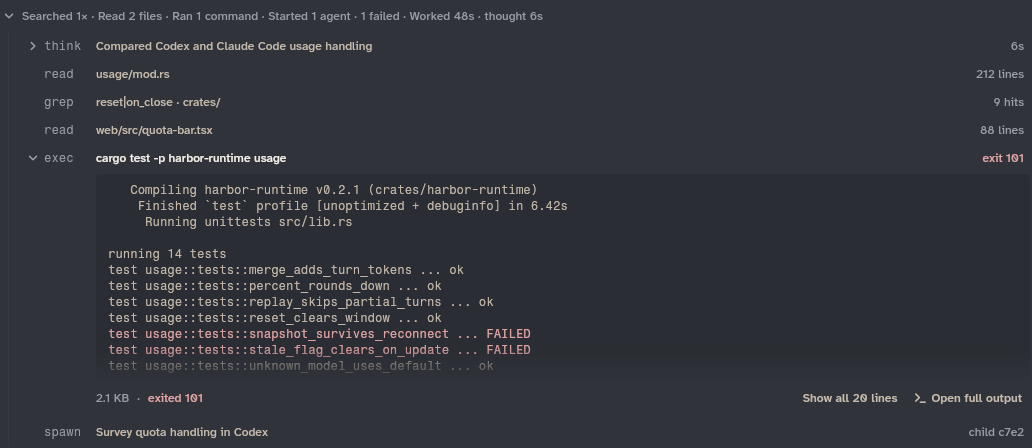 Searched 1× · Read 2 files · Ran 1 command · Started 1 agent · 1 failed · Worked 48s · thought 6s
think Compared Codex and Claude Code usage handling 6s
read usage/mod.rs 212 lines
grep reset|on_close · crates/ 9 hits
read web/src/quota-bar.tsx 88 lines
exec cargo test -p harbor-runtime usage exit 101
Compiling harbor-runtime v0.2.1 (crates/harbor-runtime)
Finished `test` profile [unoptimized + debuginfo] in 6.42s
Running unittests src/lib.rs
running 14 tests
test usage::tests::merge_adds_turn_tokens ... ok
test usage::tests::percent_rounds_down ... ok
test usage::tests::replay_skips_partial_turns ... ok
test usage::tests::reset_clears_window ... ok
test usage::tests::snapshot_survives_reconnect ... FAILED
test usage::tests::stale_flag_clears_on_update ... FAILED
test usage::tests::unknown_model_uses_default ... ok
2.1 KB · exited 101 Show all 20 lines Open full output
spawn Survey quota handling in Codex child c7e2